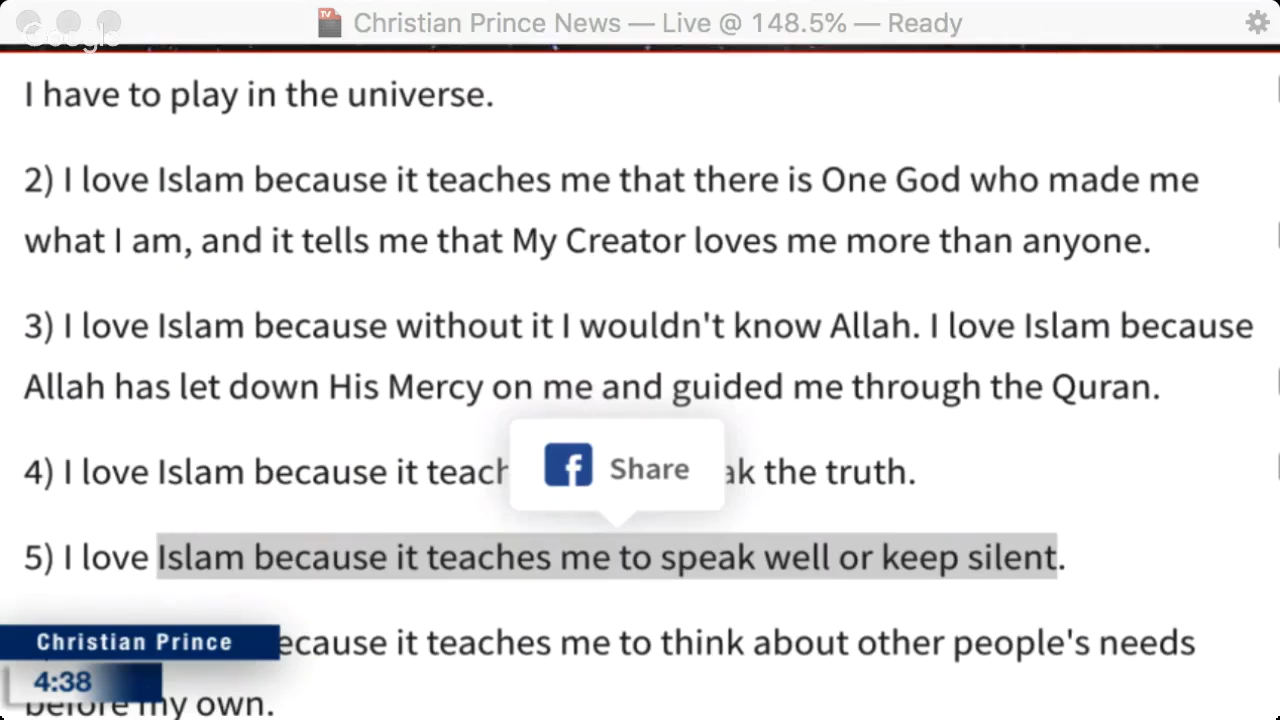 Christian Prince News — Live @ 148.5% — Ready
Google
I have to play in the universe.
2) I love Islam because it teaches me that there is One God who made me
what I am, and it tells me that My Creator loves me more than anyone.
3) I love Islam because without it I wouldn't know Allah. I love Islam because
Allah has let down His Mercy on me and guided me through the Quran.
4) I love Islam because it teach ak the truth.
Share
5) I love Islam because it teaches me to speak well or keep silent.
ecause it teaches me to think about other people's needs
Christian Prince
4:38
before my own.